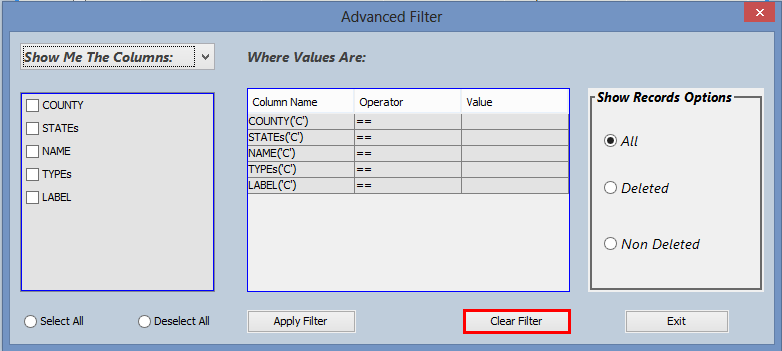 Advanced Filter
Show Me The Columns:
Where Values Are:
COUNTY
STATEs
NAME
TYPEs
LABEL
Column Name Operator Value
COUNTY('C') ==
STATEs('C') ==
NAME('C') ==
TYPEs('C') ==
LABEL('C') ==
Show Records Options
All
Deleted
Non Deleted
Select All
Deselect All
Apply Filter
Clear Filter
Exit